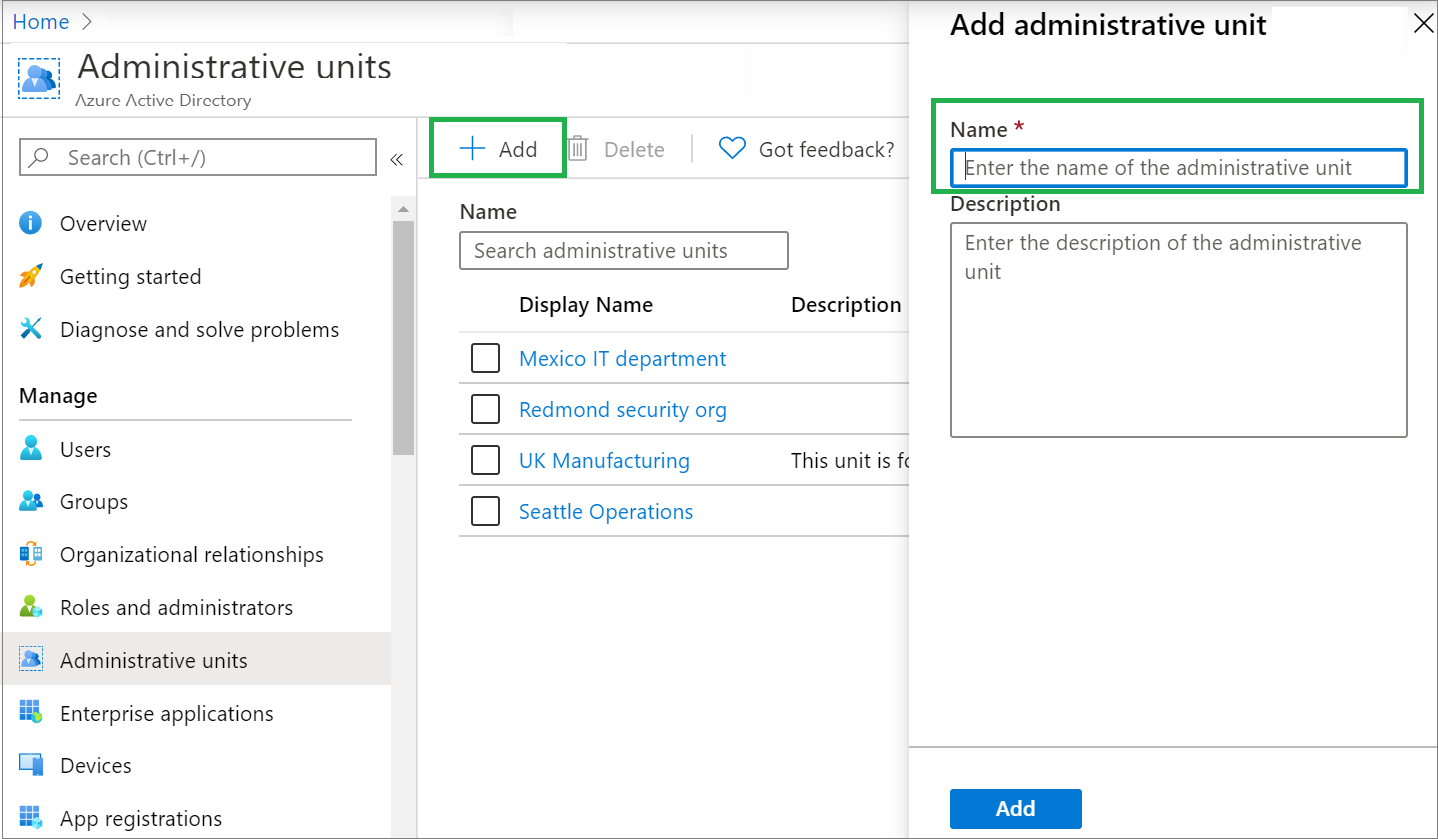 Home
Administrative units
Azure Active Directory
Search (Ctrl+/)
Overview
Getting started
Diagnose and solve problems
Manage
Users
Groups
Organizational relationships
Roles and administrators
Administrative units
Enterprise applications
Devices
App registrations
Add
Delete
Got feedback?
Name
Search administrative units
Display Name Description
Mexico IT department
Redmond security org
UK Manufacturing This unit is fo
Seattle Operations
Add administrative unit
Name *
Enter the name of the administrative unit
Description
Enter the description of the administrative
unit
Add